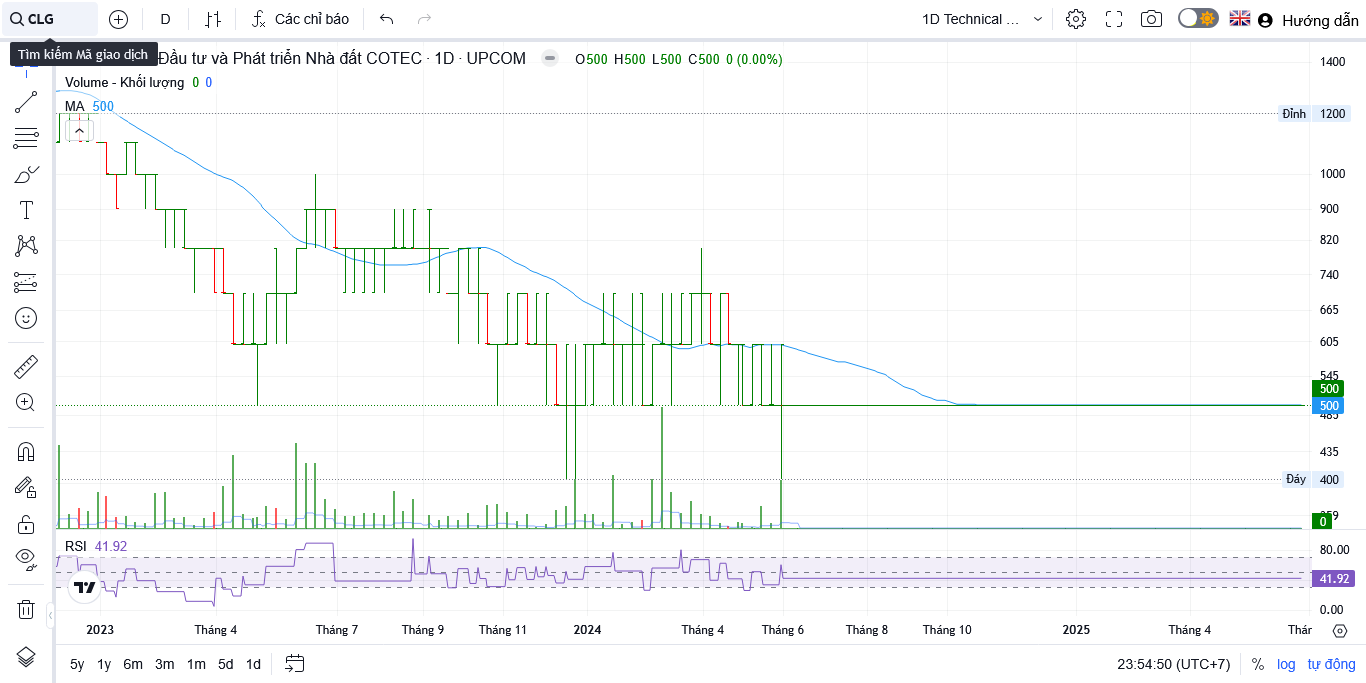 CLG
D
Các chỉ báo
1D Technical ...
Hướng dẫn
Tìm kiếm Mã giao dịch
Đầu tư và Phát triển Nhà đất COTEC · 1D · UPCOM
O500 H500 L500 C500 0 (0.00%)
Volume - Khối lượng 0 0
MA 500
1400
Đỉnh 1200
1000
900
820
740
665
605
545
500
500
485
435
Đáy 400
0
RSI 41.92
80.00
41.92
0.00
2023 Tháng 4 Tháng 7 Tháng 9 Tháng 11 2024 Tháng 4 Tháng 6 Tháng 8 Tháng 10 2025 Tháng 4 Thár
5y 1y 6m 3m 1m 5d 1d
23:54:50 (UTC+7) % log tự động